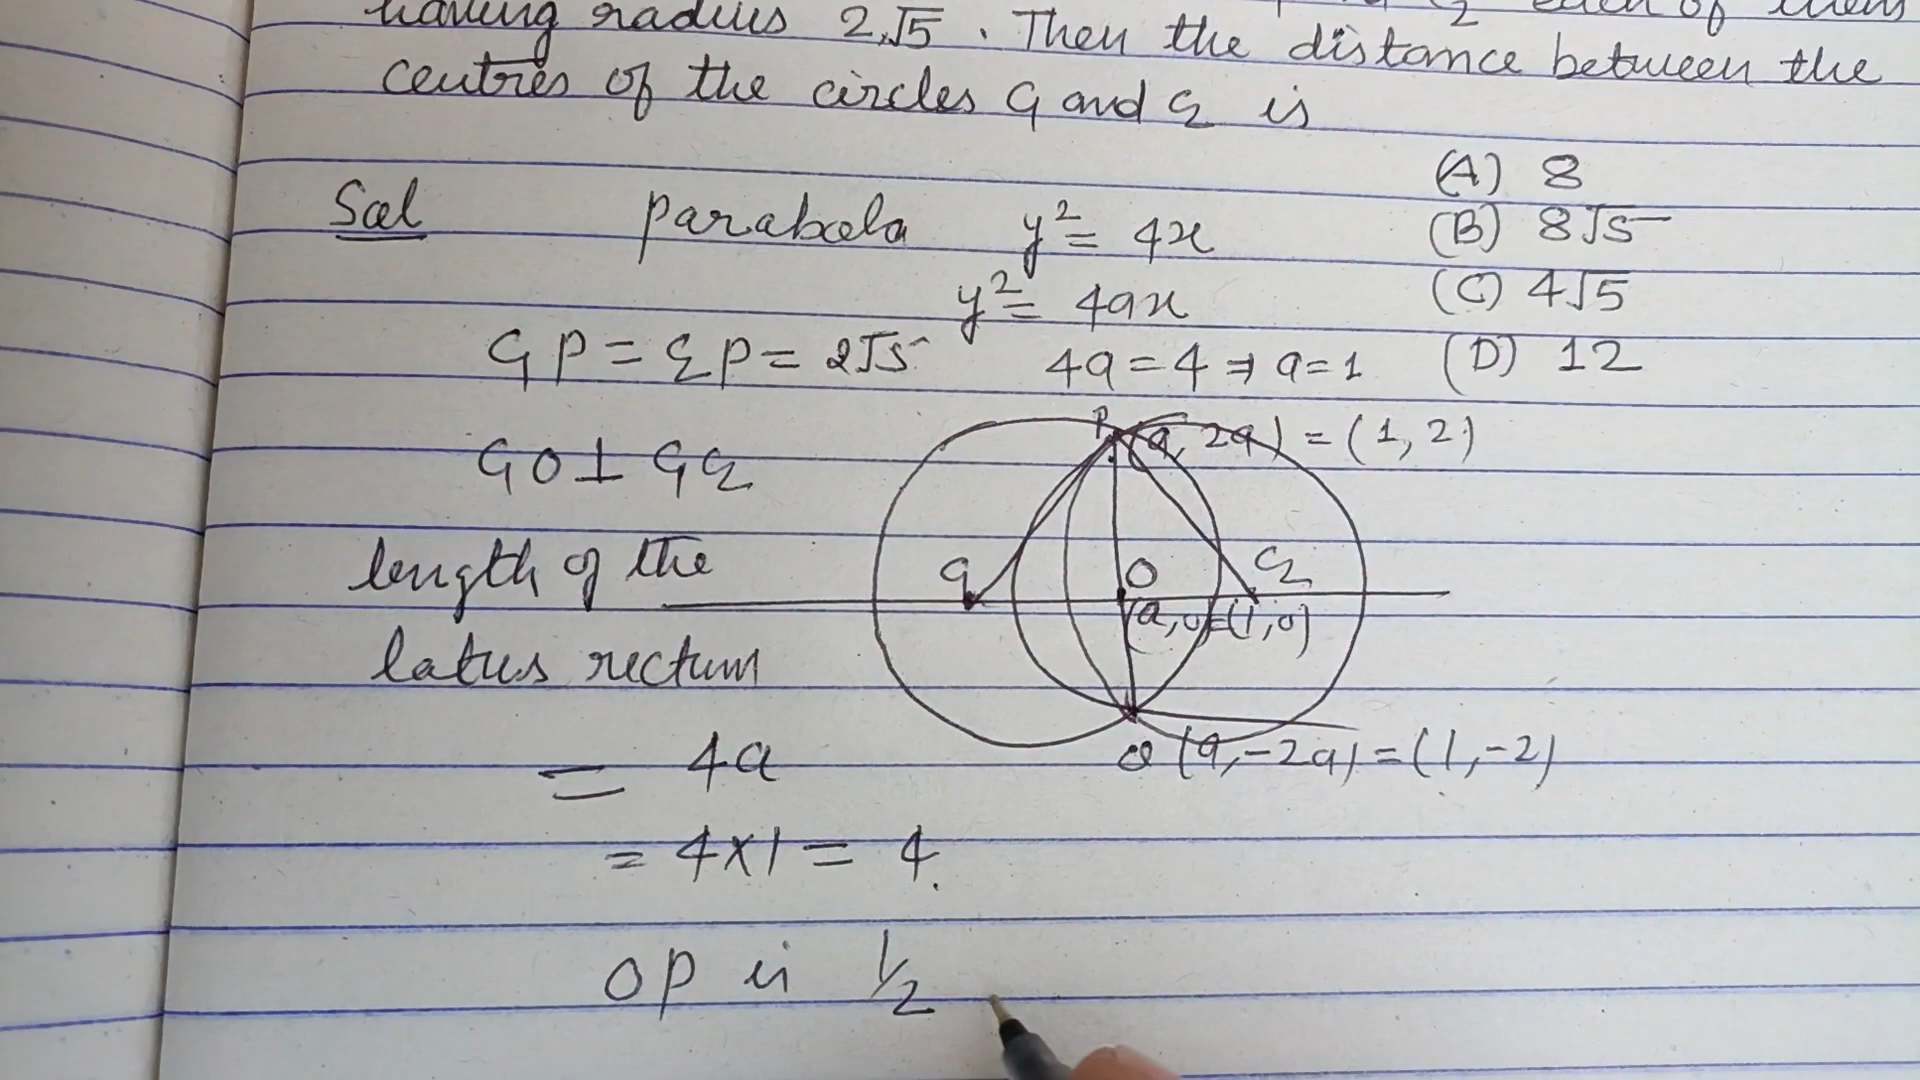 having radius 2√5 . Then the distance between the
centres of the circles C1 and C2 is
(A) 8
Sol parabola y² = 4x (B) 8√5
y² = 4ax (C) 4√5
C1P = C2P = 2√5 4a = 4 ⇒ a = 1 (D) 12
P (a, 2a) = (1, 2)
C1O ⊥ C1C2
length of the C1 O C2
(a, 0) = (1, 0)
latus rectum
= 4a Q (a, -2a) = (1, -2)
= 4×1 = 4.
OP is 1/2